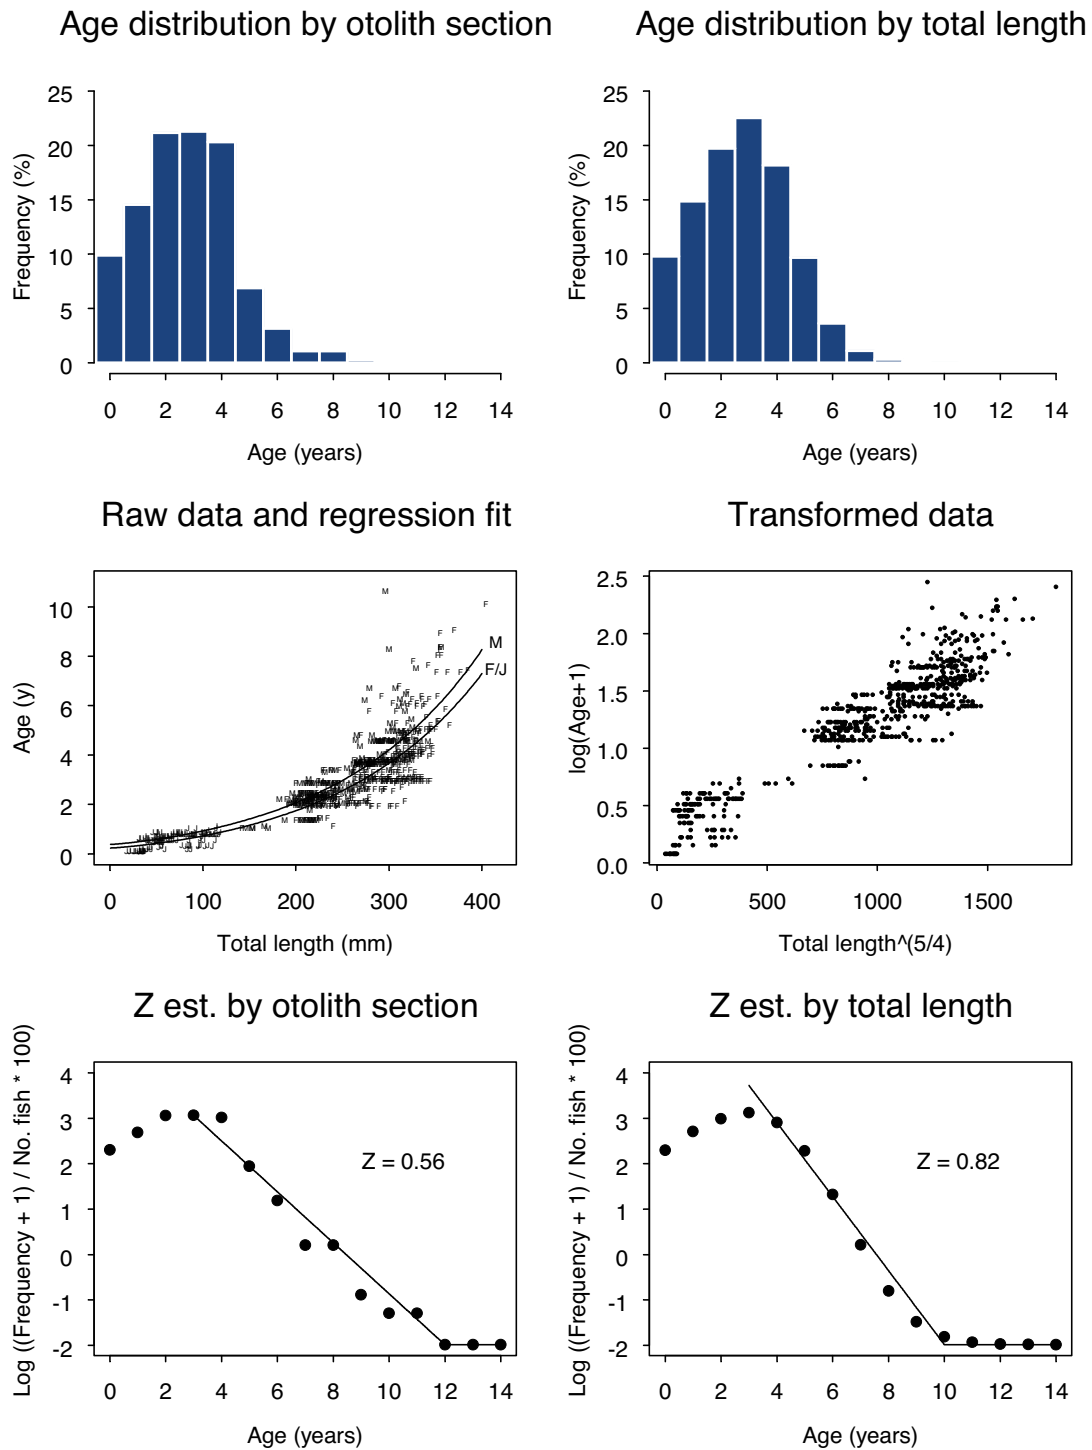 Age distribution by otolith section
Age distribution by total length
Frequency (%)
25
20
15
10
5
0
0 2 4 6 8 10 12 14
Age (years)
Frequency (%)
25
20
15
10
5
0
0 2 4 6 8 10 12 14
Age (years)
Raw data and regression fit
Transformed data
Age (y)
10
8
6
4
2
0
M
F/J
0 100 200 300 400
Total length (mm)
log(Age+1)
2.5
2.0
1.5
1.0
0.5
0.0
0 500 1000 1500
Total length^(5/4)
Z est. by otolith section
Z est. by total length
Log ((Frequency + 1) / No. fish * 100)
4
3
2
1
0
-1
-2
Z = 0.56
0 2 4 6 8 10 12 14
Age (years)
Log ((Frequency + 1) / No. fish * 100)
4
3
2
1
0
-1
-2
Z = 0.82
0 2 4 6 8 10 12 14
Age (years)